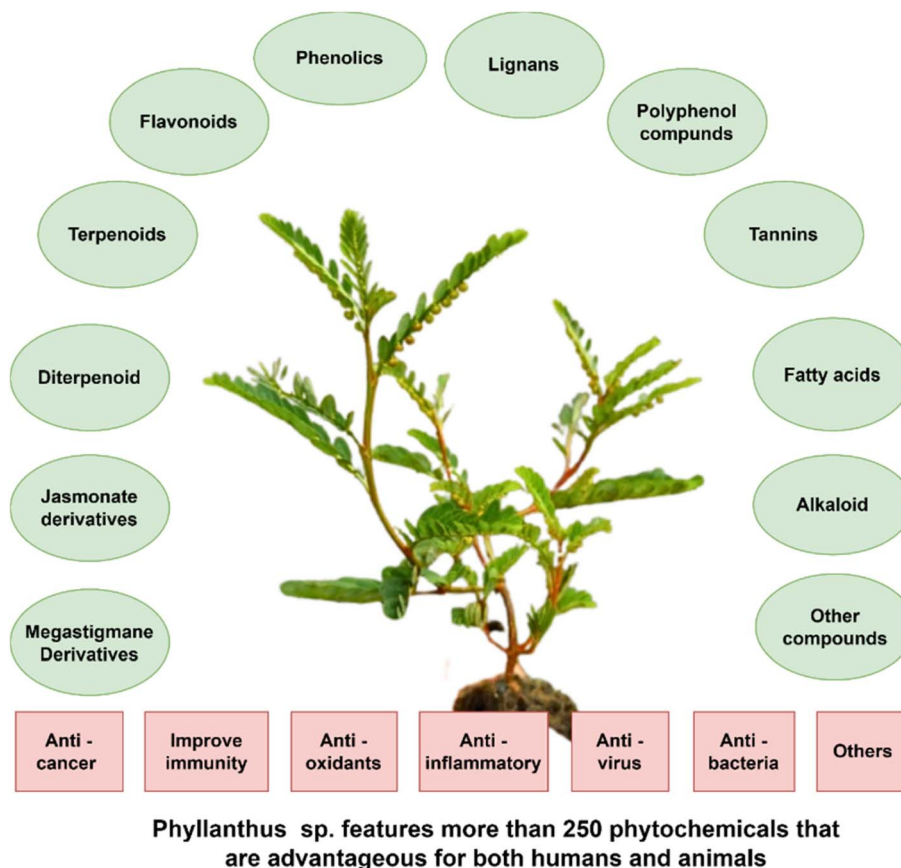 Phenolics
Lignans
Flavonoids
Polyphenol
compunds
Terpenoids
Tannins
Diterpenoid
Fatty acids
Jasmonate
derivatives
Alkaloid
Megastigmane
Derivatives
Other
compounds
Anti -
cancer
Improve
immunity
Anti -
oxidants
Anti -
inflammatory
Anti -
virus
Anti -
bacteria
Others
Phyllanthus sp. features more than 250 phytochemicals that
are advantageous for both humans and animals